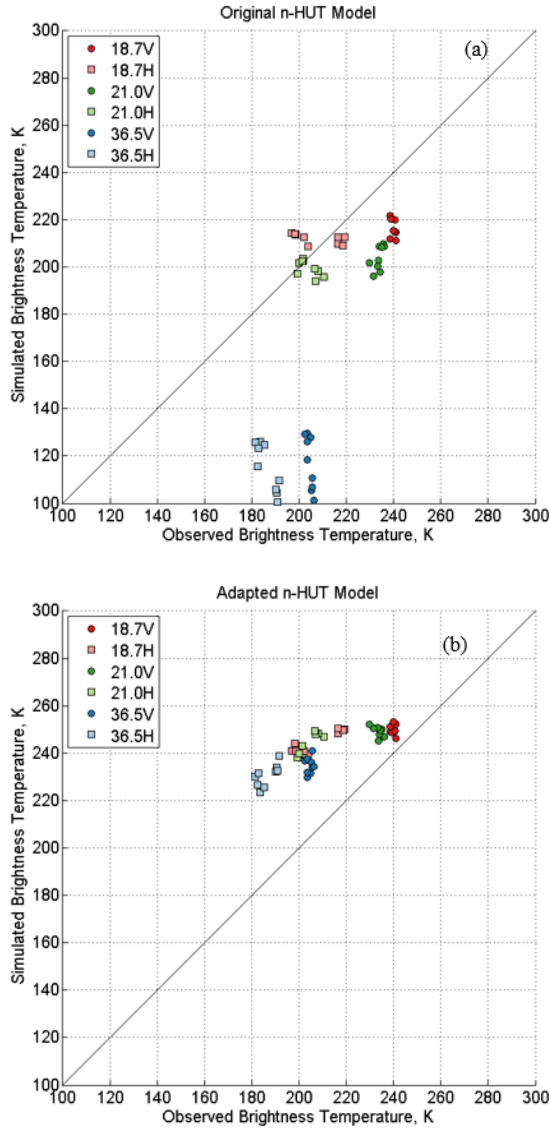 Original n-HUT Model
(a)
300
280
260
240
220
200
180
160
140
120
100
18.7V
18.7H
21.0V
21.0H
36.5V
36.5H
Simulated Brightness Temperature, K
100 120 140 160 180 200 220 240 260 280 300
Observed Brightness Temperature, K
Adapted n-HUT Model
(b)
300
280
260
240
220
200
180
160
140
120
100
18.7V
18.7H
21.0V
21.0H
36.5V
36.5H
Simulated Brightness Temperature, K
100 120 140 160 180 200 220 240 260 280 300
Observed Brightness Temperature, K